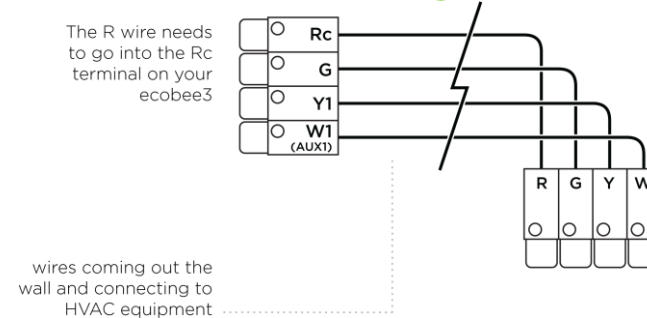 The R wire needs
to go into the Rc
terminal on your
ecobee3
Rc
G
Y1
W1
(AUX1)
R G Y W
wires coming out the
wall and connecting to
HVAC equipment